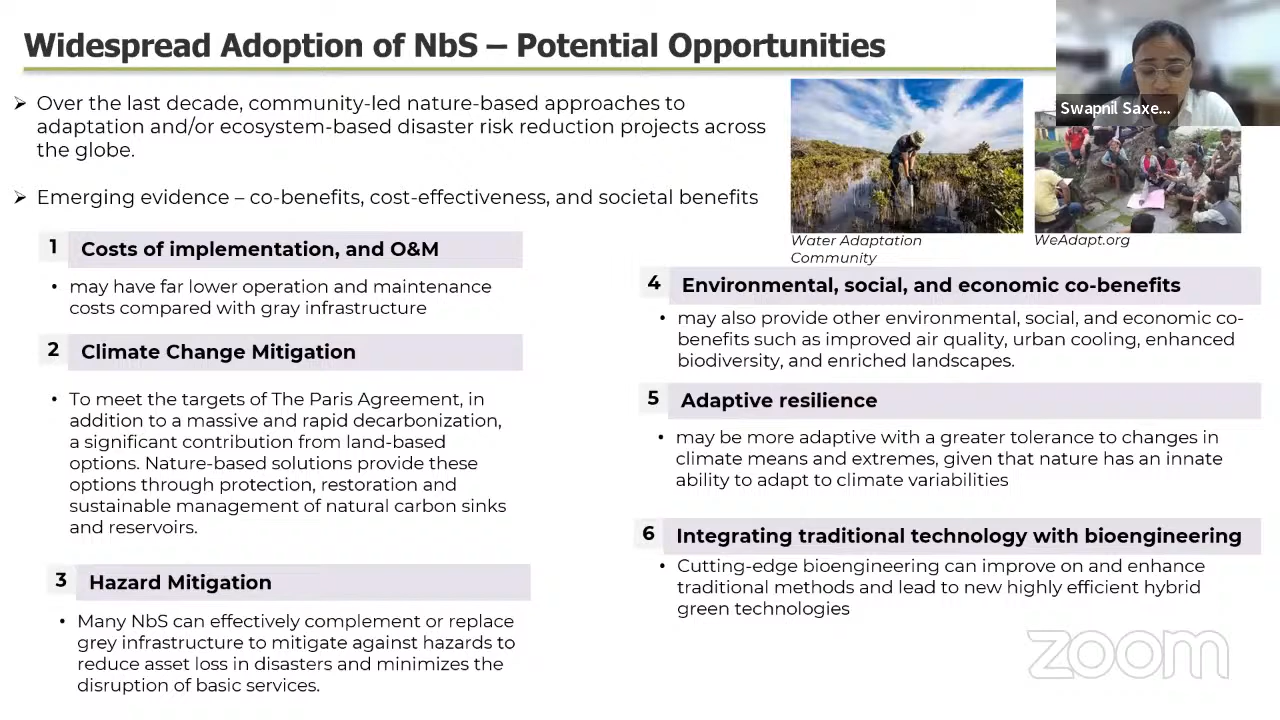 Widespread Adoption of NbS – Potential Opportunities
Swapnil Saxe...
➢ Over the last decade, community-led nature-based approaches to
adaptation and/or ecosystem-based disaster risk reduction projects across
the globe.
➢ Emerging evidence – co-benefits, cost-effectiveness, and societal benefits
Water Adaptation
Community
WeAdapt.org
1 Costs of implementation, and O&M
• may have far lower operation and maintenance
costs compared with gray infrastructure
2 Climate Change Mitigation
• To meet the targets of The Paris Agreement, in
addition to a massive and rapid decarbonization,
a significant contribution from land-based
options. Nature-based solutions provide these
options through protection, restoration and
sustainable management of natural carbon sinks
and reservoirs.
3 Hazard Mitigation
• Many NbS can effectively complement or replace
grey infrastructure to mitigate against hazards to
reduce asset loss in disasters and minimizes the
disruption of basic services.
4 Environmental, social, and economic co-benefits
• may also provide other environmental, social, and economic co-
benefits such as improved air quality, urban cooling, enhanced
biodiversity, and enriched landscapes.
5 Adaptive resilience
• may be more adaptive with a greater tolerance to changes in
climate means and extremes, given that nature has an innate
ability to adapt to climate variabilities
6 Integrating traditional technology with bioengineering
• Cutting-edge bioengineering can improve on and enhance
traditional methods and lead to new highly efficient hybrid
green technologies
zoom